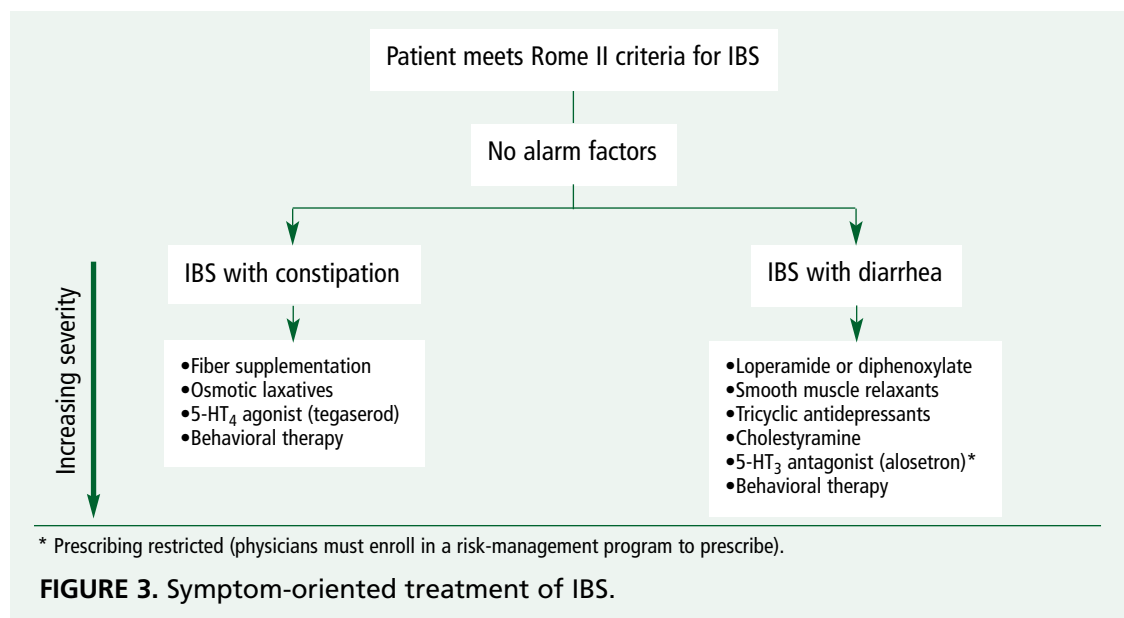 Patient meets Rome II criteria for IBS
No alarm factors
Increasing severity
IBS with constipation
•Fiber supplementation
•Osmotic laxatives
•5-HT₄ agonist (tegaserod)
•Behavioral therapy
IBS with diarrhea
•Loperamide or diphenoxylate
•Smooth muscle relaxants
•Tricyclic antidepressants
•Cholestyramine
•5-HT₃ antagonist (alosetron)*
•Behavioral therapy
* Prescribing restricted (physicians must enroll in a risk-management program to prescribe).
FIGURE 3. Symptom-oriented treatment of IBS.